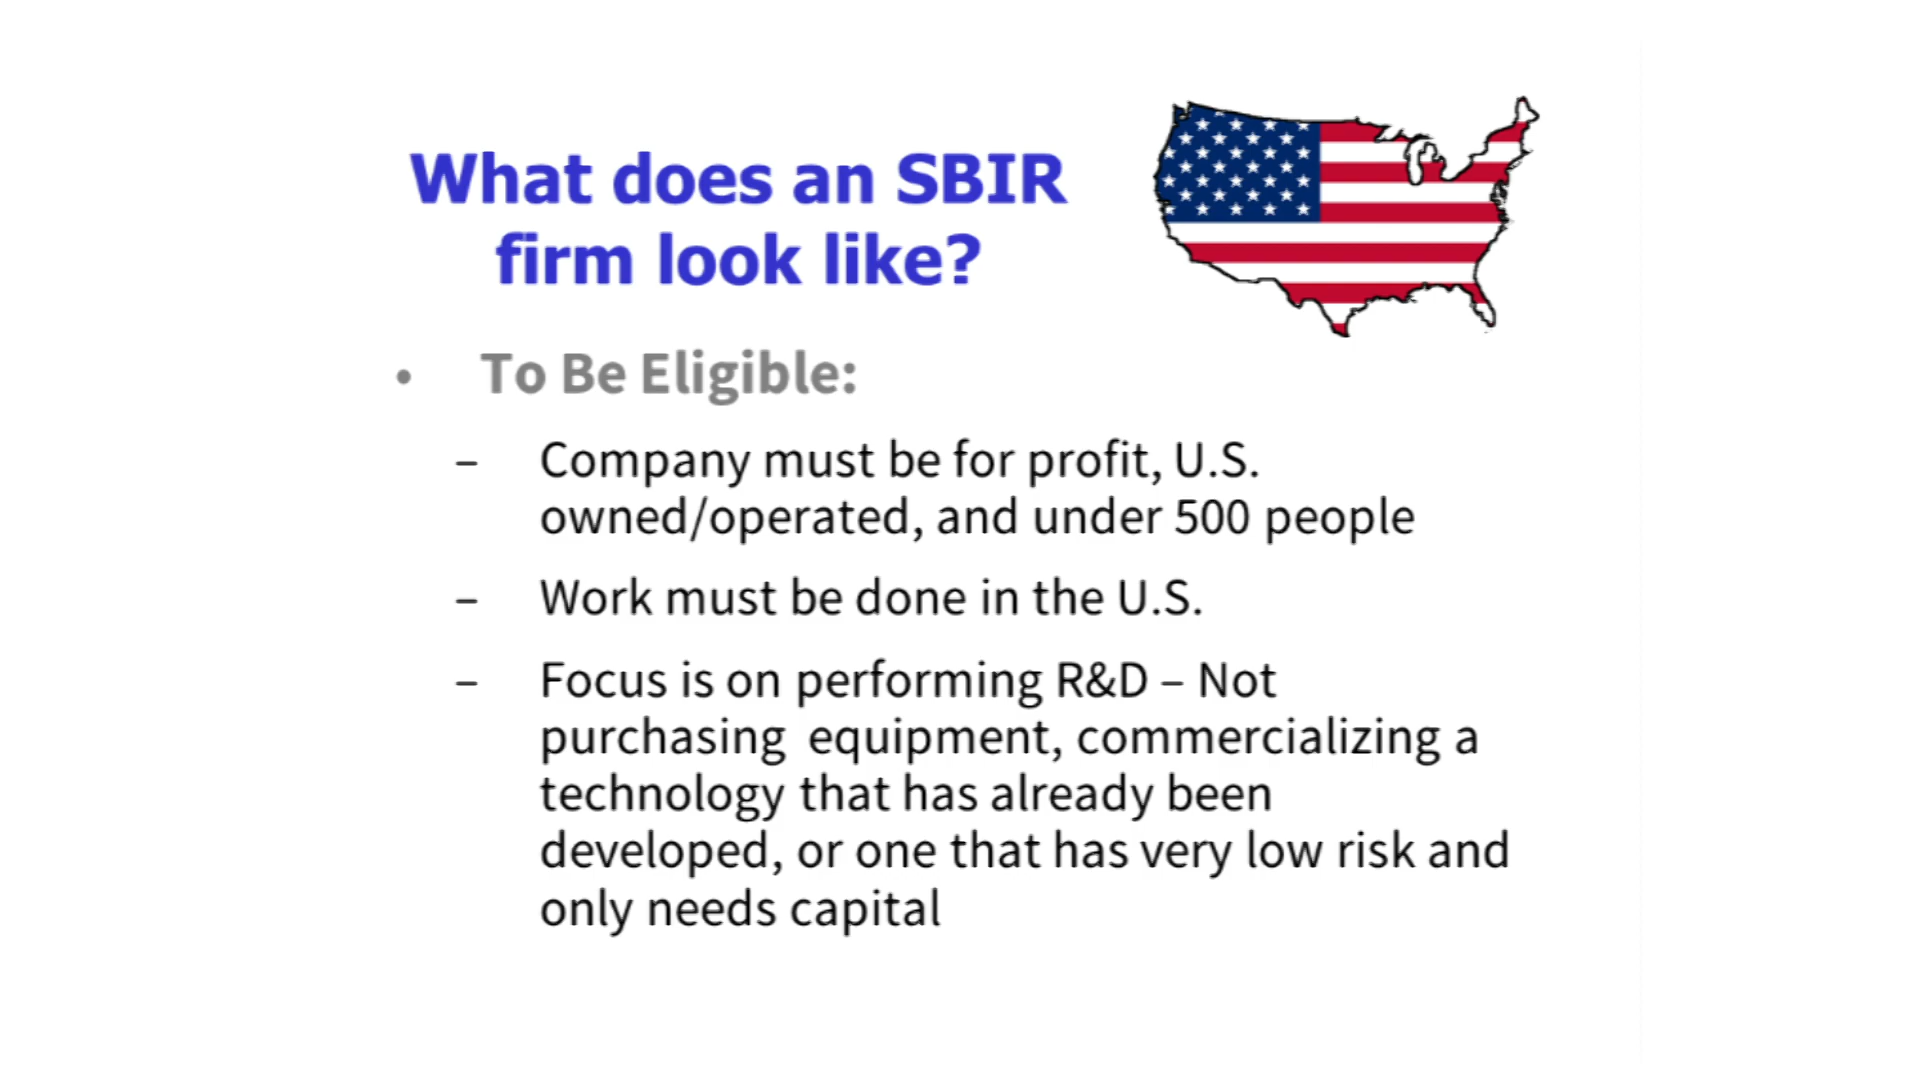 What does an SBIR
firm look like?
• To Be Eligible:
– Company must be for profit, U.S.
owned/operated, and under 500 people
– Work must be done in the U.S.
– Focus is on performing R&D – Not
purchasing equipment, commercializing a
technology that has already been
developed, or one that has very low risk and
only needs capital